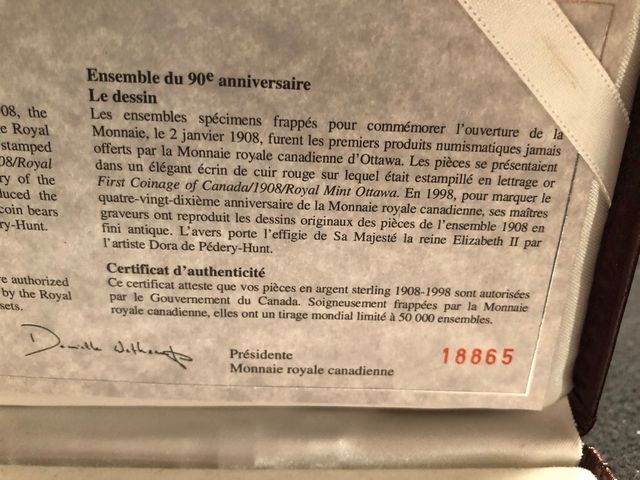 08, the
e Royal
stamped
08/Royal
ry of the
duced the
coin bears
ry-Hunt.
re authorized
by the Royal
sets.
Ensemble du 90e anniversaire
Le dessin
Les ensembles spécimens frappés pour commémorer l'ouverture de la
Monnaie, le 2 janvier 1908, furent les premiers produits numismatiques jamais
offerts par la Monnaie royale canadienne d'Ottawa. Les pièces se présentaient
dans un élégant écrin de cuir rouge sur lequel était estampillé en lettrage or
First Coinage of Canada/1908/Royal Mint Ottawa. En 1998, pour marquer le
quatre-vingt-dixième anniversaire de la Monnaie royale canadienne, ses maîtres
graveurs ont reproduit les dessins originaux des pièces de l'ensemble 1908 en
fini antique. L'avers porte l'effigie de Sa Majesté la reine Elizabeth II par
l'artiste Dora de Pédery-Hunt.
Certificat d'authenticité
Ce certificat atteste que vos pièces en argent sterling 1908-1998 sont autorisées
par le Gouvernement du Canada. Soigneusement frappées par la Monnaie
royale canadienne, elles ont un tirage mondial limité à 50 000 ensembles.
Présidente
Monnaie royale canadienne
18865